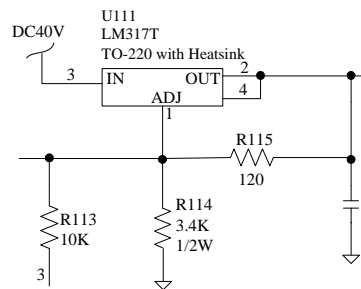 U111
DC40V
LM317T
TO-220 with Heatsink
3
IN
OUT
2
4
ADJ
1
R115
120
R113
10K
R114
3.4K
1/2W
3